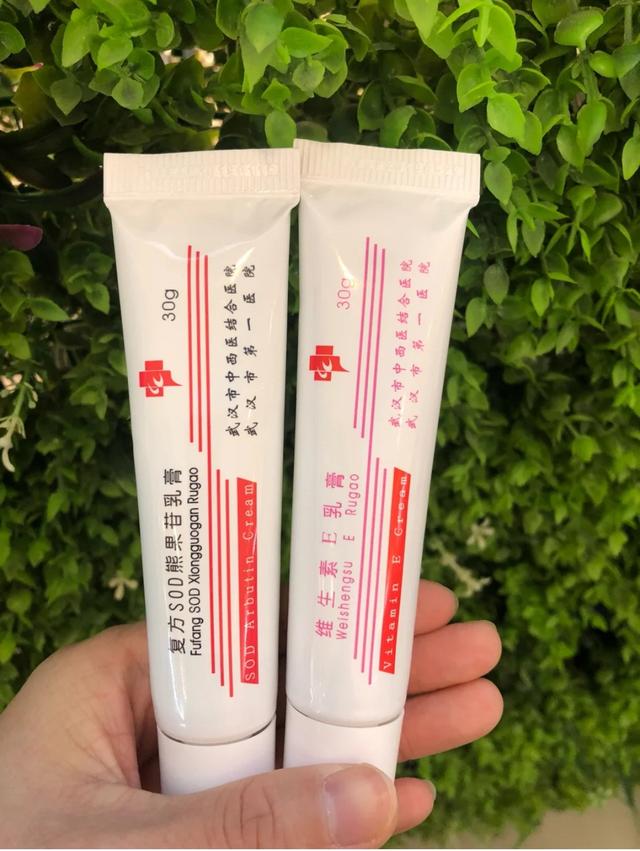 30g
武汉市中西医结合医院
武汉市第一医院
复方SOD熊果苷乳膏
Fufang SOD Xiongguogan Rugao
SOD Arbutin Cream
30g
武汉市中西医结合医院
武汉市第一医院
维生素E乳膏
Weishengsu E Rugao
Vitamin E Cream